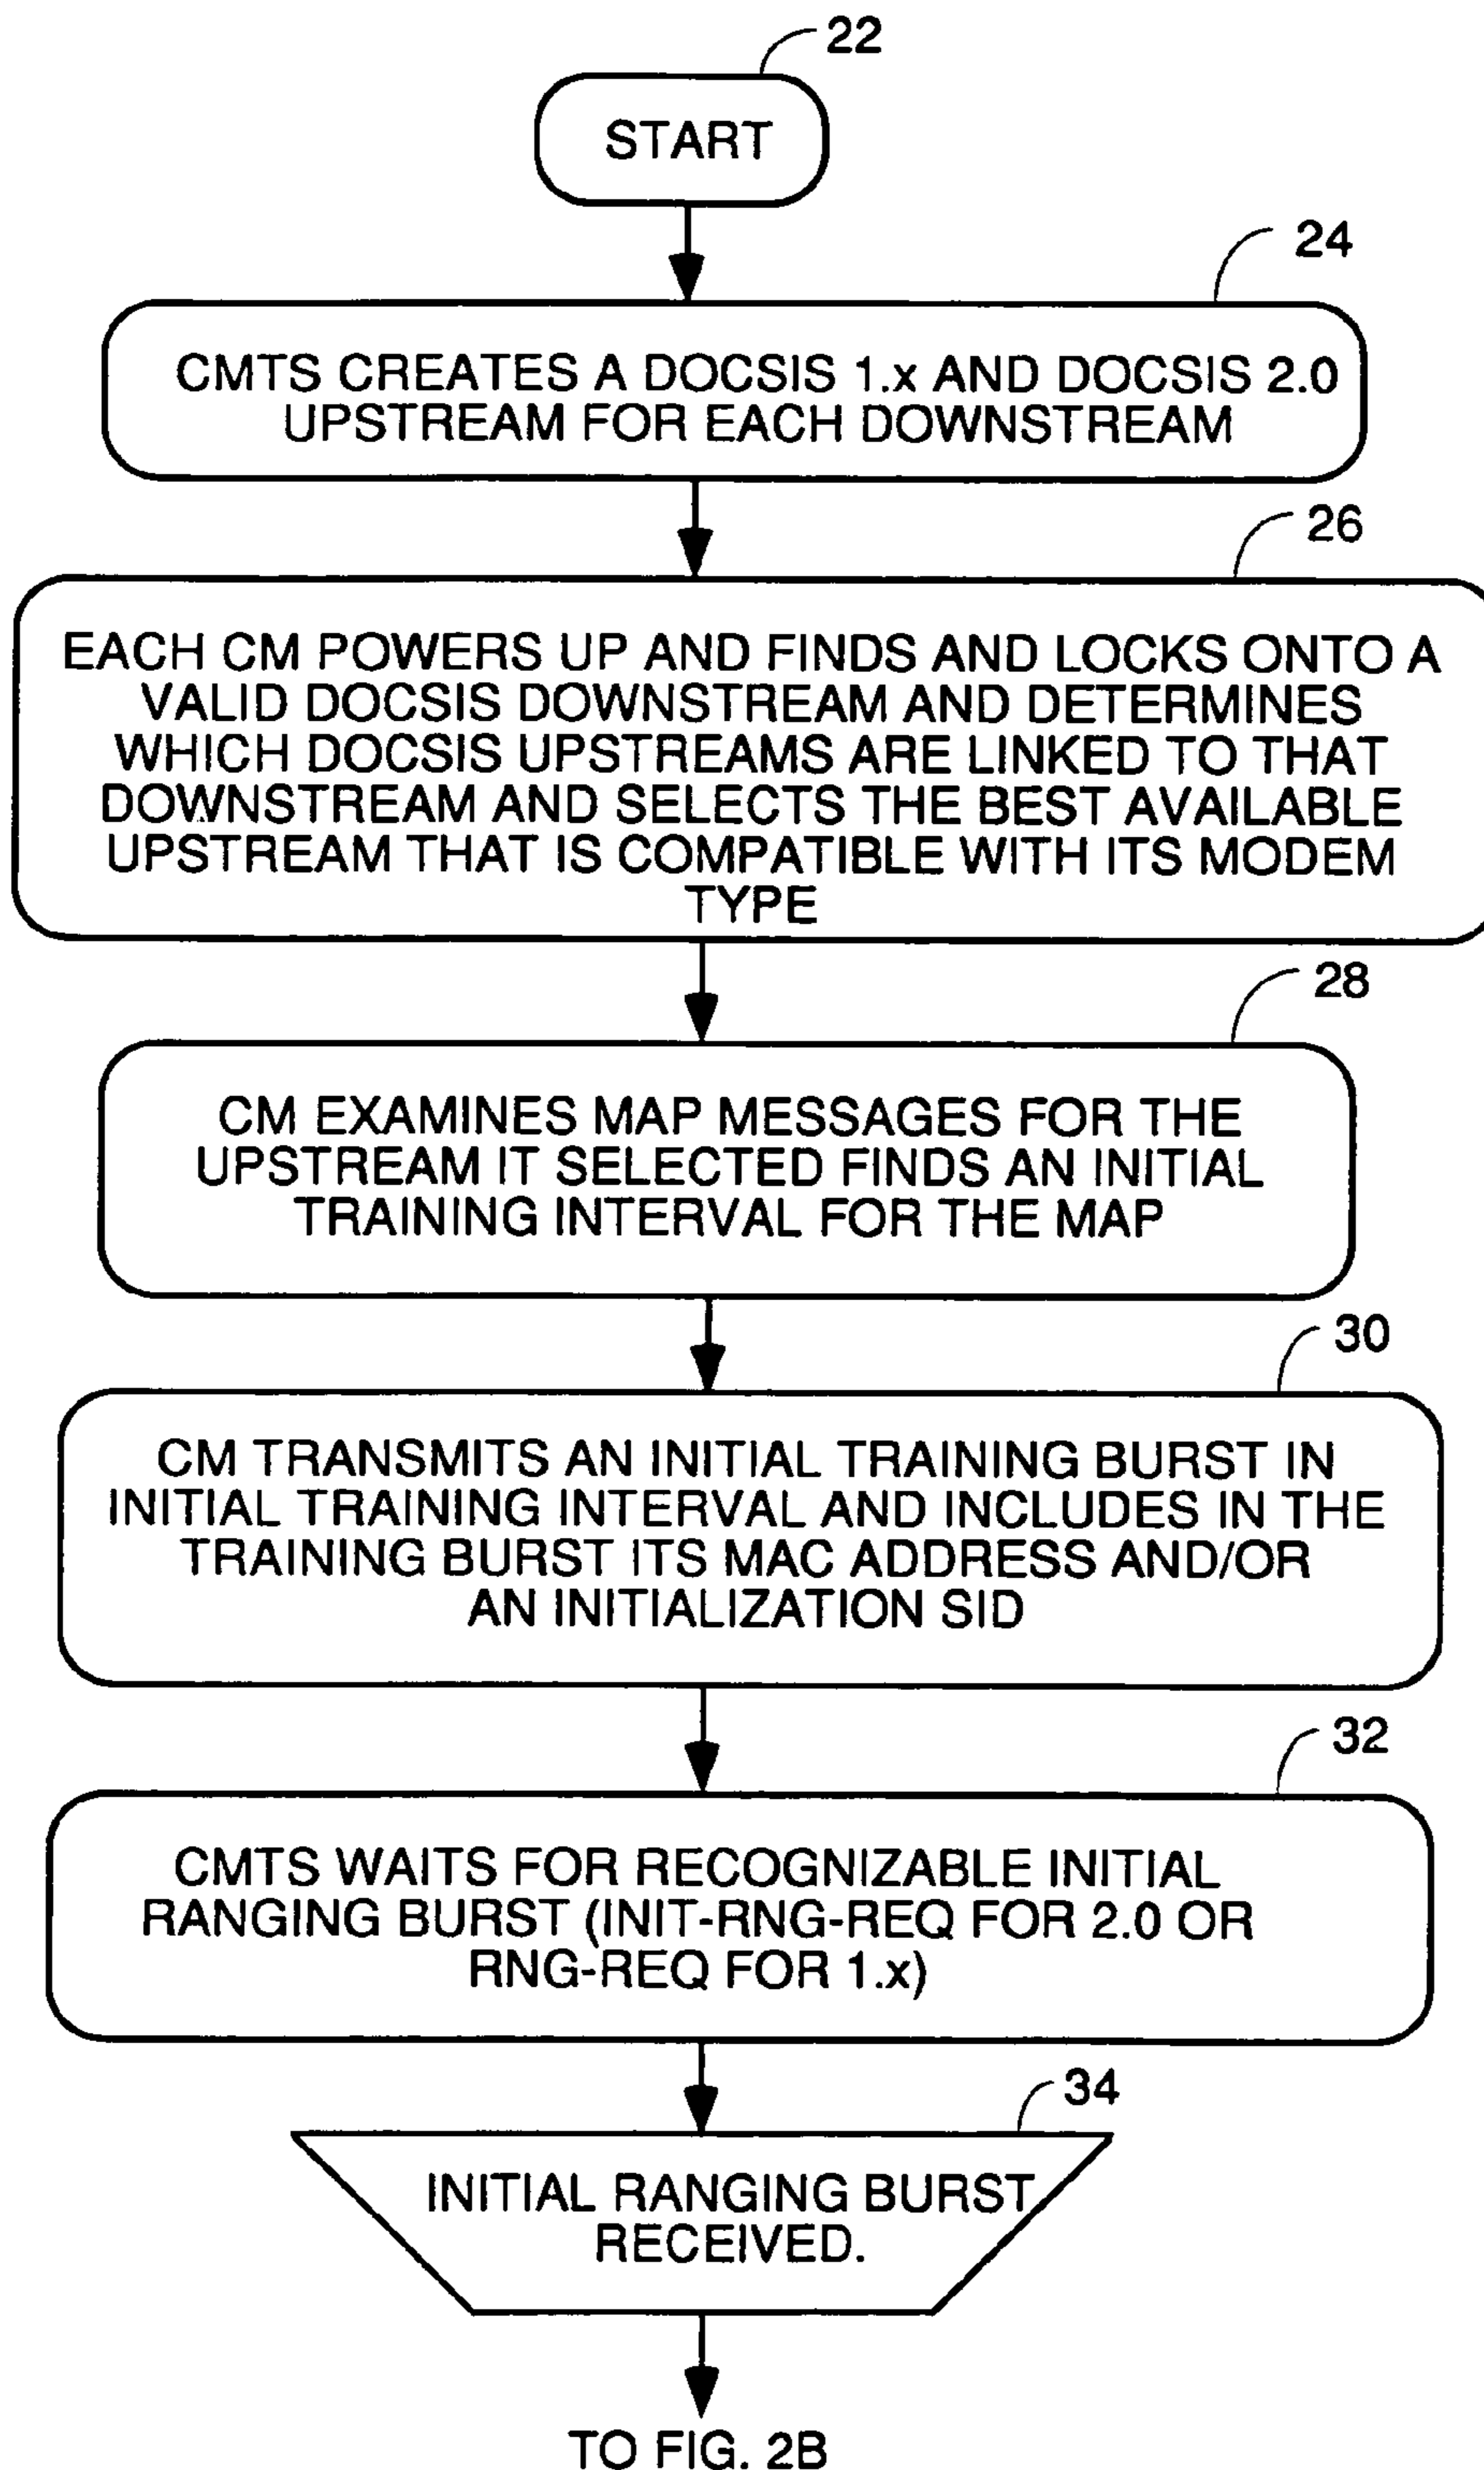 22
START
24
CMTS CREATES A DOCSIS 1.x AND DOCSIS 2.0
UPSTREAM FOR EACH DOWNSTREAM
26
EACH CM POWERS UP AND FINDS AND LOCKS ONTO A
VALID DOCSIS DOWNSTREAM AND DETERMINES
WHICH DOCSIS UPSTREAMS ARE LINKED TO THAT
DOWNSTREAM AND SELECTS THE BEST AVAILABLE
UPSTREAM THAT IS COMPATIBLE WITH ITS MODEM
TYPE
28
CM EXAMINES MAP MESSAGES FOR THE
UPSTREAM IT SELECTED FINDS AN INITIAL
TRAINING INTERVAL FOR THE MAP
30
CM TRANSMITS AN INITIAL TRAINING BURST IN
INITIAL TRAINING INTERVAL AND INCLUDES IN THE
TRAINING BURST ITS MAC ADDRESS AND/OR
AN INITIALIZATION SID
32
CMTS WAITS FOR RECOGNIZABLE INITIAL
RANGING BURST (INIT-RNG-REQ FOR 2.0 OR
RNG-REQ FOR 1.x)
34
INITIAL RANGING BURST
RECEIVED.
TO FIG. 2B